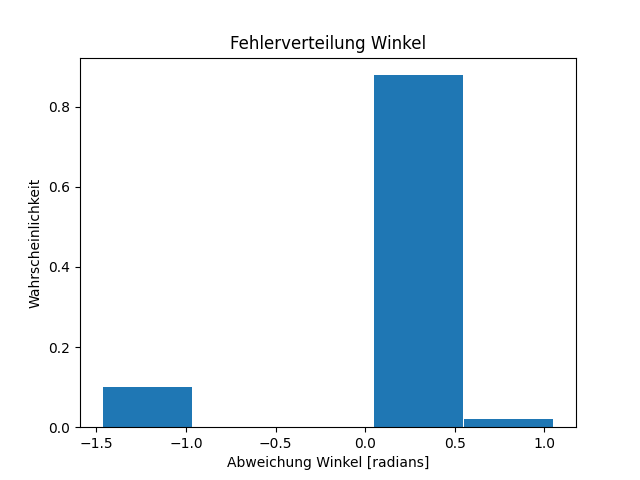 Fehlerverteilung Winkel
0.8
0.6
0.4
0.2
0.0
Wahrscheinlichkeit
−1.5 −1.0 −0.5 0.0 0.5 1.0
Abweichung Winkel [radians]